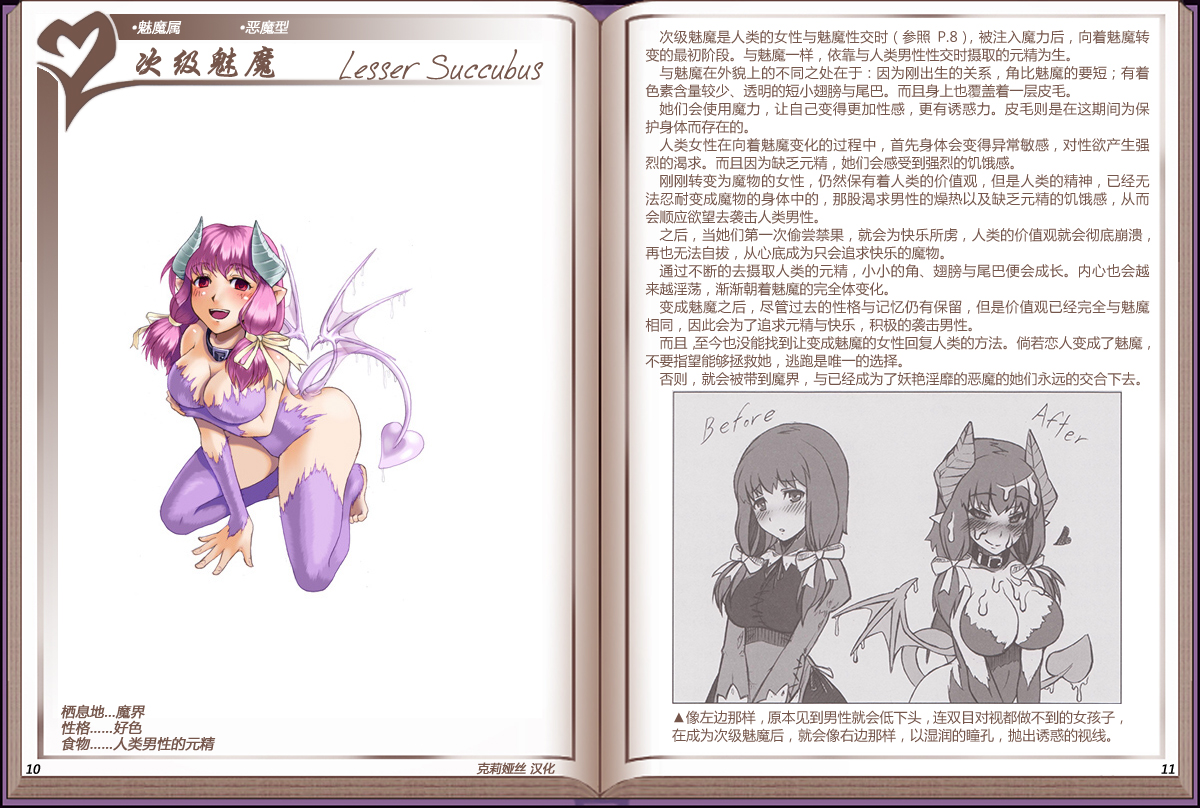 •魅魔属
•恶魔型
次级魅魔
Lesser Succubus
栖息地...魔界
性格......好色
食物......人类男性的元精
10
克莉娅丝 汉化
次级魅魔是人类的女性与魅魔性交时（参照 P.8），被注入魔力后，向着魅魔转
变的最初阶段。与魅魔一样，依靠与人类男性性交时摄取的元精为生。
与魅魔在外貌上的不同之处在于：因为刚出生的关系，角比魅魔的要短；有着
色素含量较少、透明的短小翅膀与尾巴。而且身上也覆盖着一层皮毛。
她们会使用魔力，让自己变得更加性感，更有诱惑力。皮毛则是在这期间为保
护身体而存在的。
人类女性在向着魅魔变化的过程中，首先身体会变得异常敏感，对性欲产生强
烈的渴求。而且因为缺乏元精，她们会感受到强烈的饥饿感。
刚刚转变为魔物的女性，仍然保有着人类的价值观，但是人类的精神，已经无
法忍耐变成魔物的身体中的，那股渴求男性的燥热以及缺乏元精的饥饿感，从而
会顺应欲望去袭击人类男性。
之后，当她们第一次偷尝禁果，就会为快乐所虏，人类的价值观就会彻底崩溃，
再也无法自拔，从心底成为只会追求快乐的魔物。
通过不断的去摄取人类的元精，小小的角、翅膀与尾巴便会成长。内心也会越
来越淫荡，渐渐朝着魅魔的完全体变化。
变成魅魔之后，尽管过去的性格与记忆仍有保留，但是价值观已经完全与魅魔
相同，因此会为了追求元精与快乐，积极的袭击男性。
而且,至今也没能找到让变成魅魔的女性回复人类的方法。倘若恋人变成了魅魔，
不要指望能够拯救她，逃跑是唯一的选择。
否则，就会被带到魔界，与已经成为了妖艳淫靡的恶魔的她们永远的交合下去。
Before
After
▲像左边那样，原本见到男性就会低下头，连双目对视都做不到的女孩子，
在成为次级魅魔后，就会像右边那样，以湿润的瞳孔，抛出诱惑的视线。
11